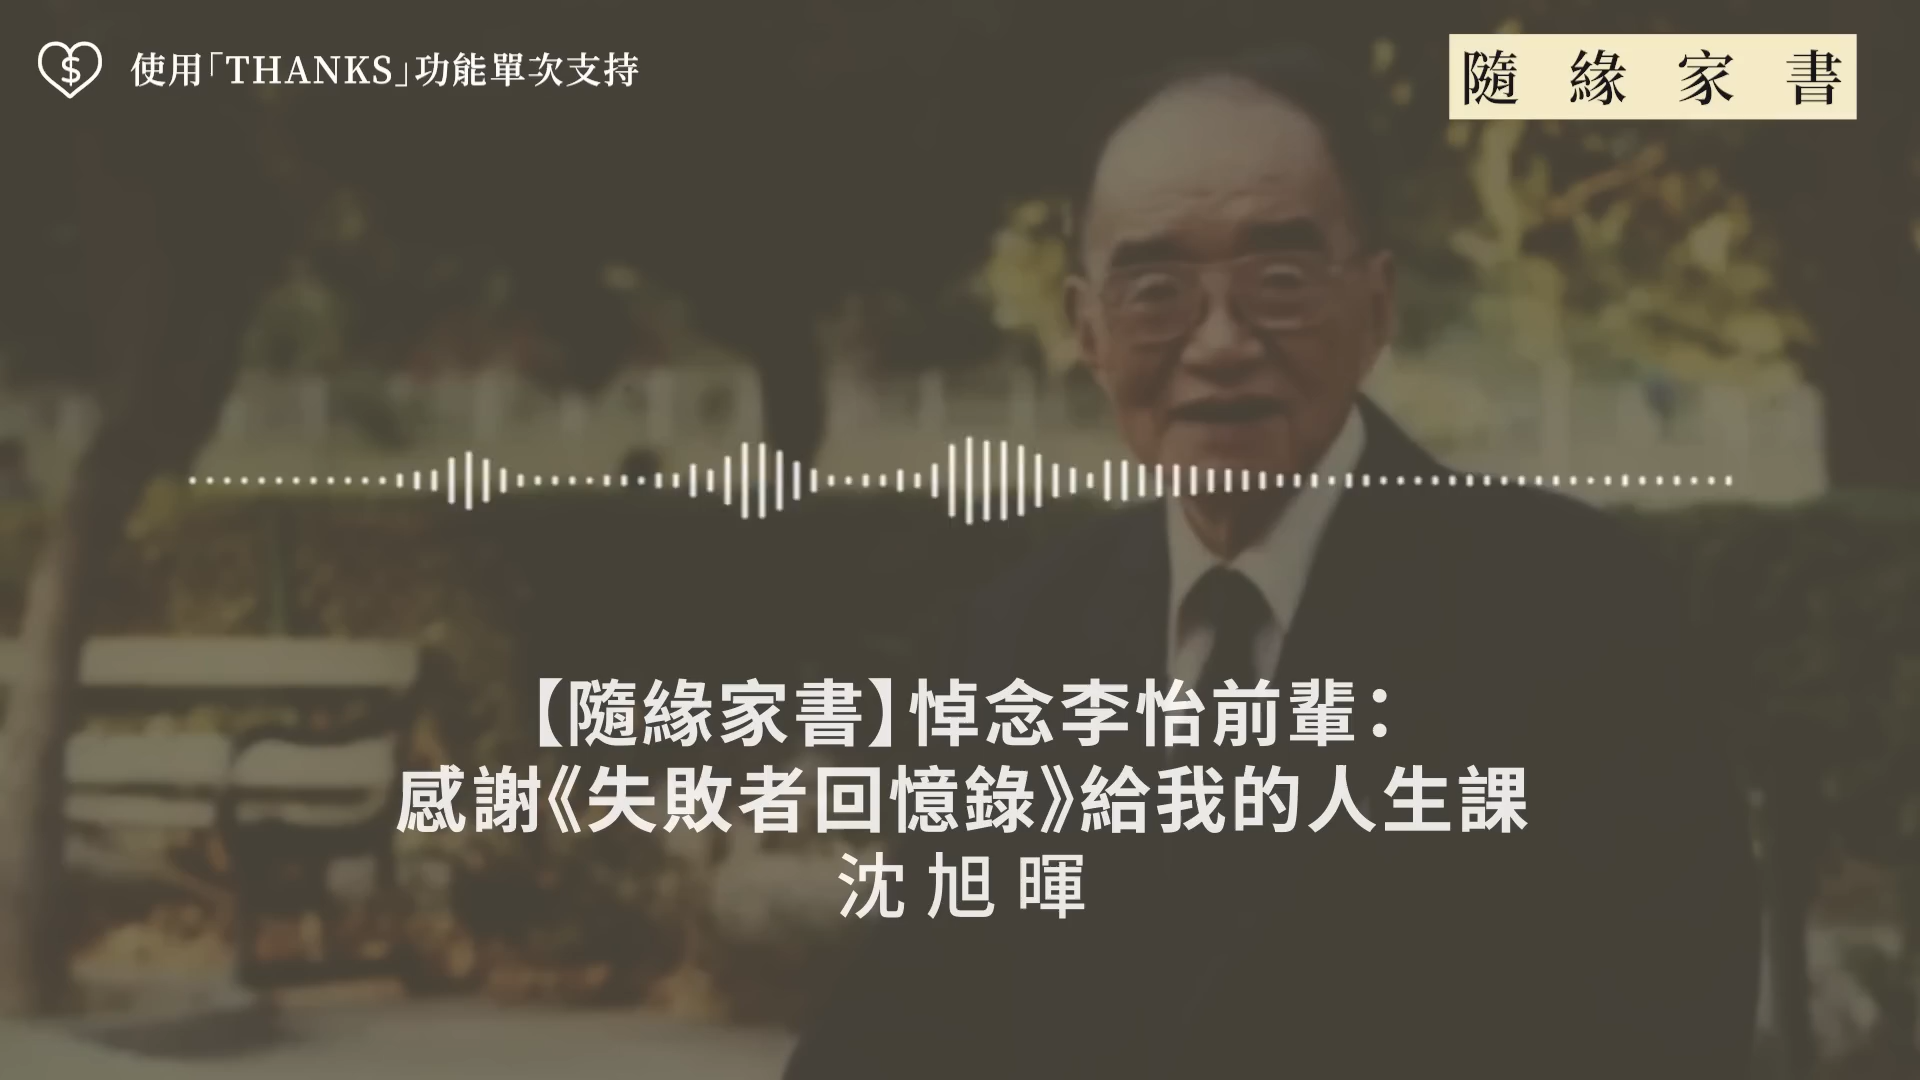 使用「THANKS」功能單次支持
隨緣家書
【隨緣家書】悼念李怡前輩：
感謝《失敗者回憶錄》給我的人生課
沈旭暉